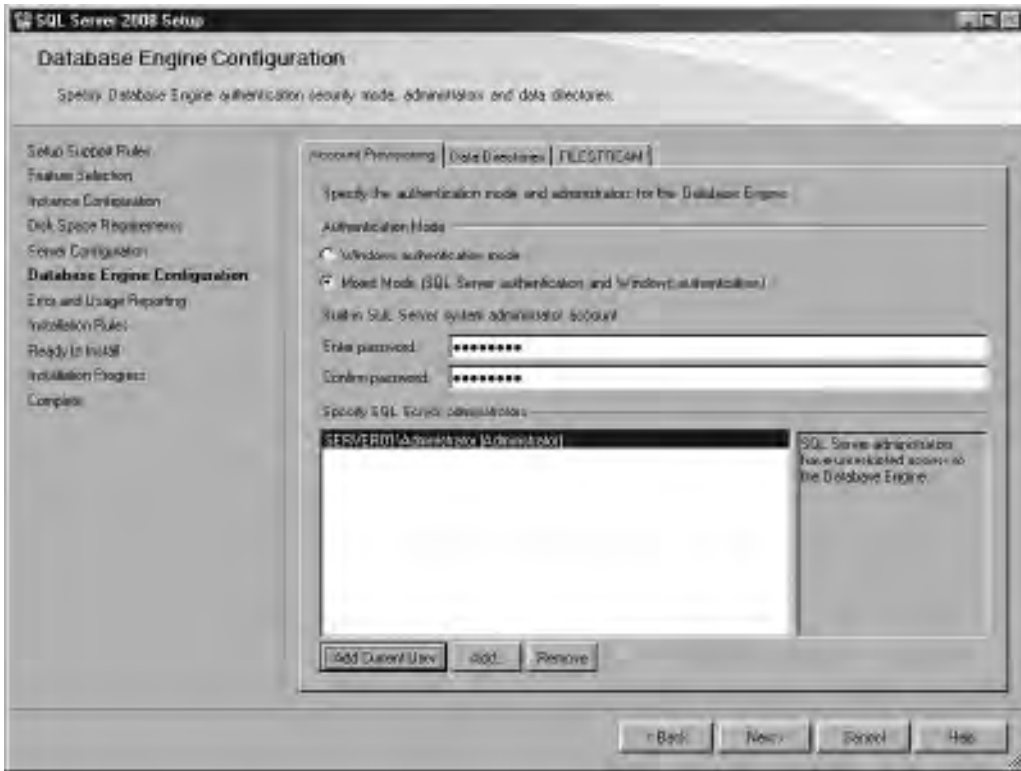 SQL Server 2008 Setup
Database Engine Configuration
Specify Database Engine authentication security mode, administrators and data directories.
Setup Support Rules
Feature Selection
Instance Configuration
Disk Space Requirements
Server Configuration
Database Engine Configuration
Error and Usage Reporting
Installation Rules
Ready to Install
Installation Progress
Complete
Account Provisioning Data Directories FILESTREAM
Specify the authentication mode and administrators for the Database Engine.
Authentication Mode
Windows authentication mode
Mixed Mode (SQL Server authentication and Windows authentication)
Built-in SQL Server system administrator account
Enter password: ●●●●●●●●
Confirm password: ●●●●●●●●
Specify SQL Server administrators
SERVER01\Administrator (Administrator)
SQL Server administrators
have unrestricted access to
the Database Engine.
Add Current User Add... Remove
< Back Next > Cancel Help